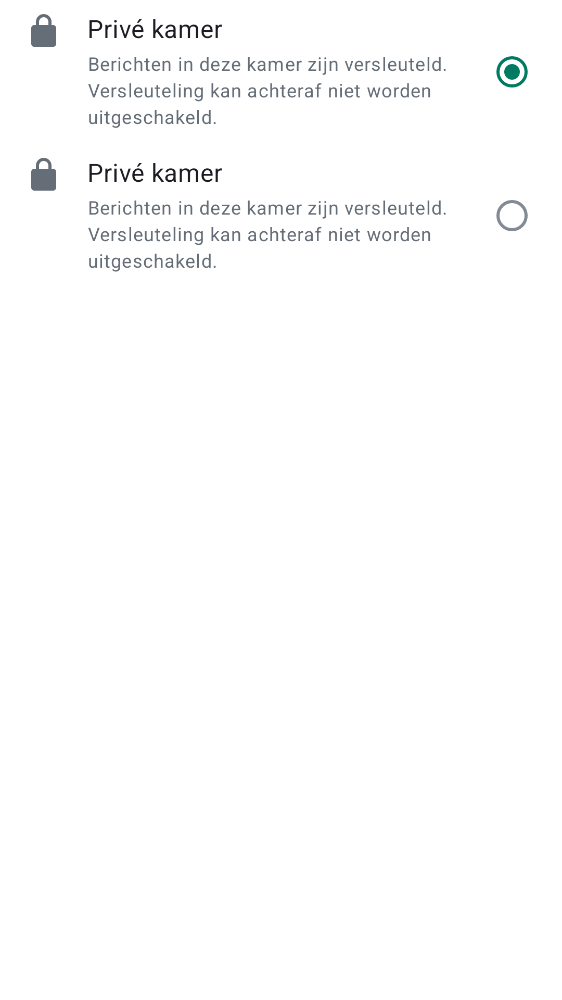 Privé kamer
Berichten in deze kamer zijn versleuteld.
Versleuteling kan achteraf niet worden
uitgeschakeld.
Privé kamer
Berichten in deze kamer zijn versleuteld.
Versleuteling kan achteraf niet worden
uitgeschakeld.